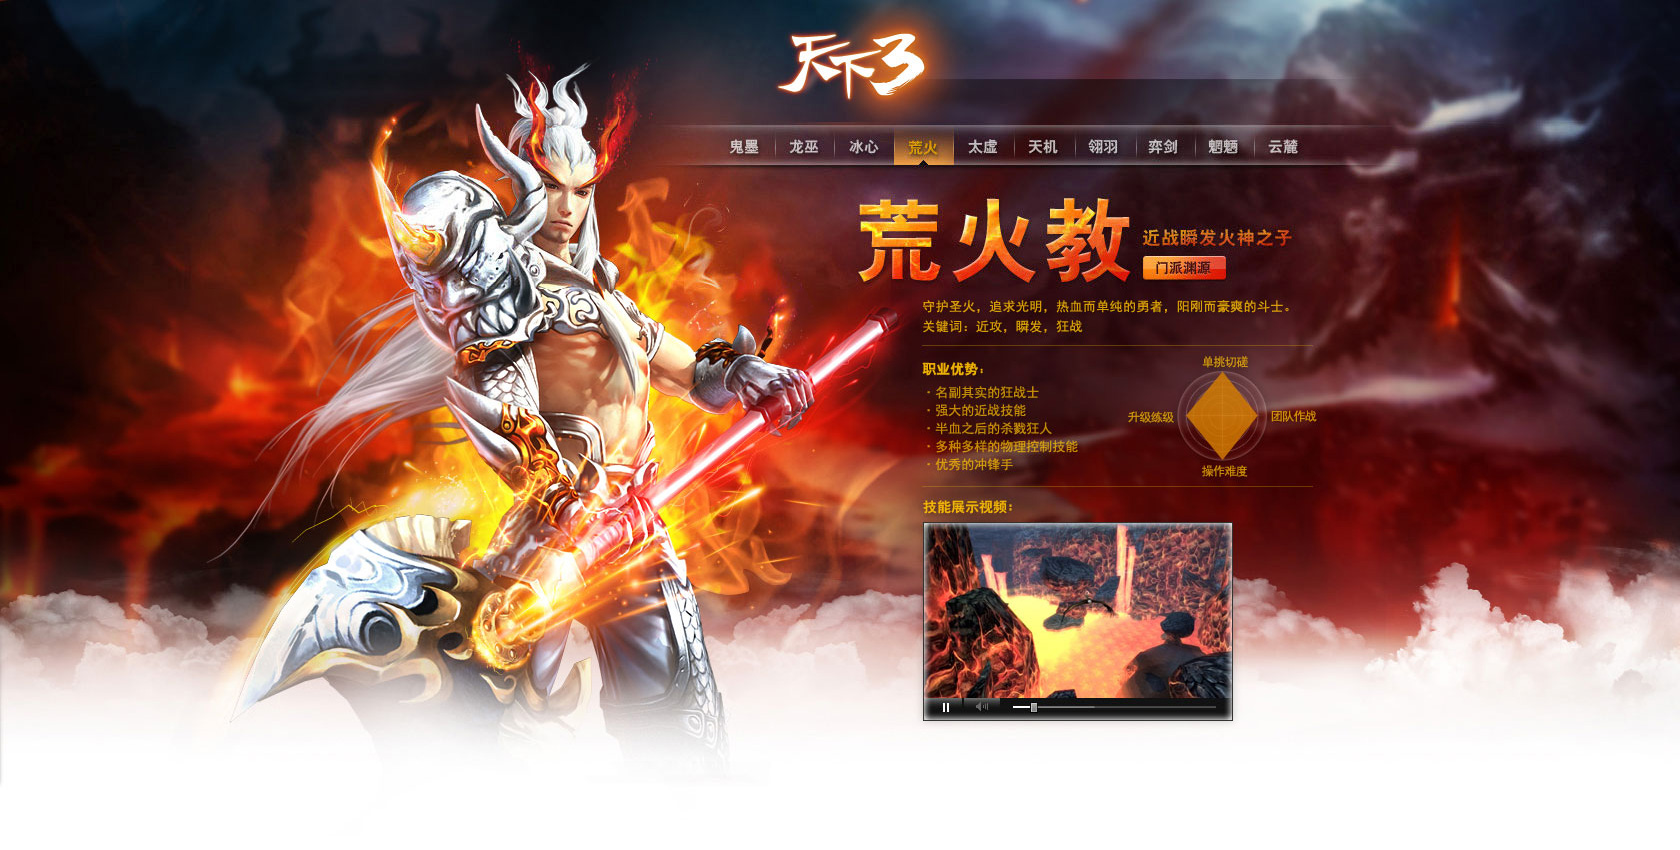 天下3
鬼墨 龙巫 冰心 荒火 太虚 天机 翎羽 弈剑 魍魉 云麓
荒火教
近战瞬发火神之子
门派渊源
守护圣火，追求光明，热血而单纯的勇者，阳刚而豪爽的斗士。
关键词：近攻，瞬发，狂战
职业优势：
·名副其实的狂战士
·强大的近战技能
·半血之后的杀戮狂人
·多种多样的物理控制技能
·优秀的冲锋手
单挑切磋
升级练级
团队作战
操作难度
技能展示视频：